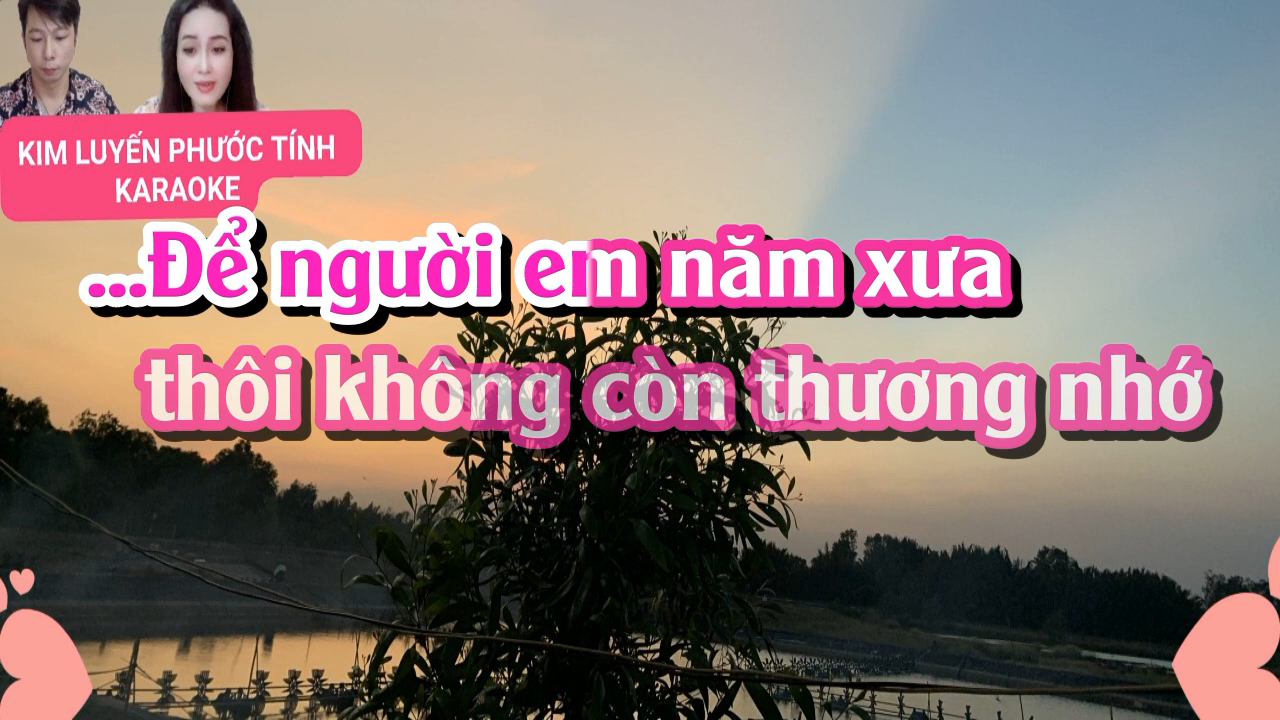 KIM LUYẾN PHƯỚC TÍNH
KARAOKE
...Để người em năm xưa
thôi không còn thương nhớ